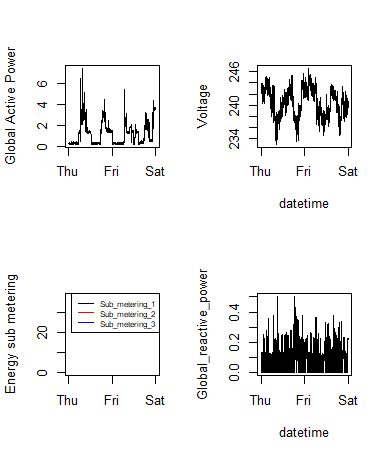 Global Active Power
6
4
2
0
Thu Fri Sat
Voltage
246
240
234
Thu Fri Sat
datetime
Energy sub metering
20
0
Sub_metering_1
Sub_metering_2
Sub_metering_3
Thu Fri Sat
Global_reactive_power
0.4
0.2
0.0
Thu Fri Sat
datetime